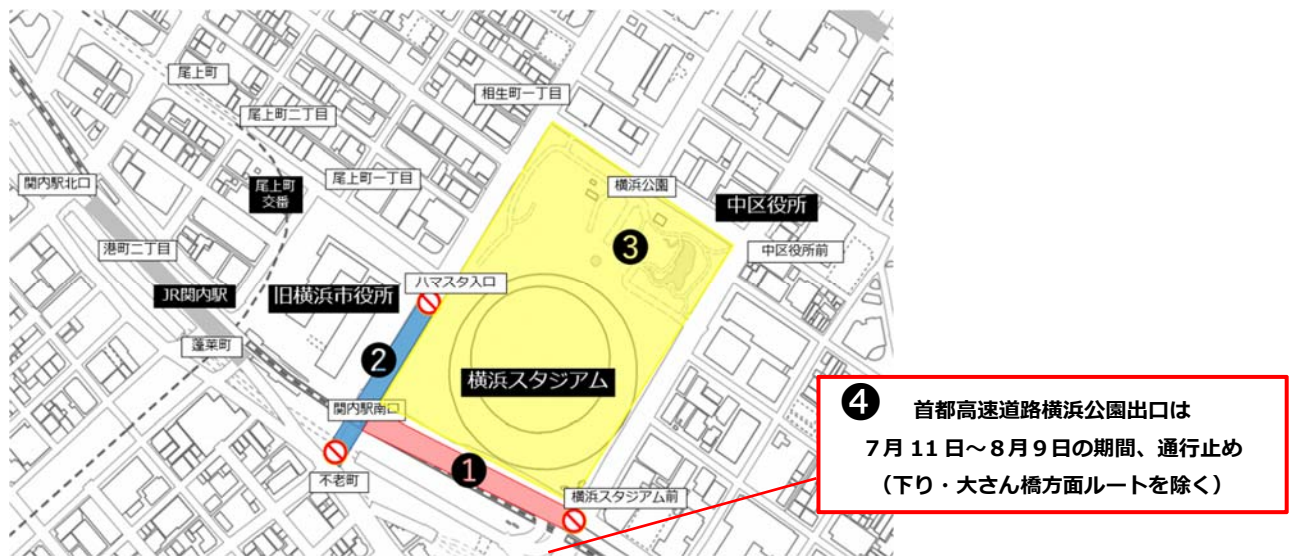 尾上町
相生町一丁目
尾上町二丁目
尾上町一丁目
関内駅北口
尾上町
交番
横浜公園
中区役所
❸
港町二丁目
中区役所前
JR関内駅
旧横浜市役所
ハマスタ入口
蓬莱町
❷
横浜スタジアム
関内駅南口
❶
不老町
横浜スタジアム前
❹ 首都高速道路横浜公園出口は
7月11日~8月9日の期間、通行止め
(下り・大さん橋方面ルートを除く)